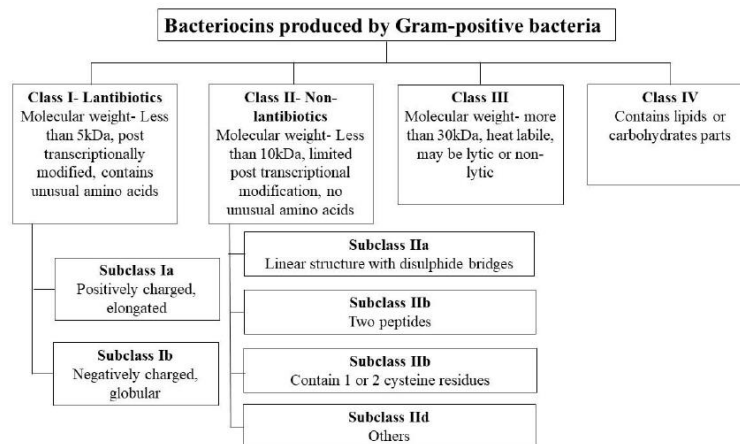 Bacteriocins produced by Gram-positive bacteria
Class I- Lantibiotics
Molecular weight- Less
than 5kDa, post
transcriptionally
modified, contains
unusual amino acids
Class II- Non-
lantibiotics
Molecular weight- Less
than 10kDa, limited
post transcriptional
modification, no
unusual amino acids
Class III
Molecular weight- more
than 30kDa, heat labile,
may be lytic or non-
lytic
Class IV
Contains lipids or
carbohydrates parts
Subclass Ia
Positively charged,
elongated
Subclass Ib
Negatively charged,
globular
Subclass IIa
Linear structure with disulphide bridges
Subclass IIb
Two peptides
Subclass IIb
Contain 1 or 2 cysteine residues
Subclass IId
Others